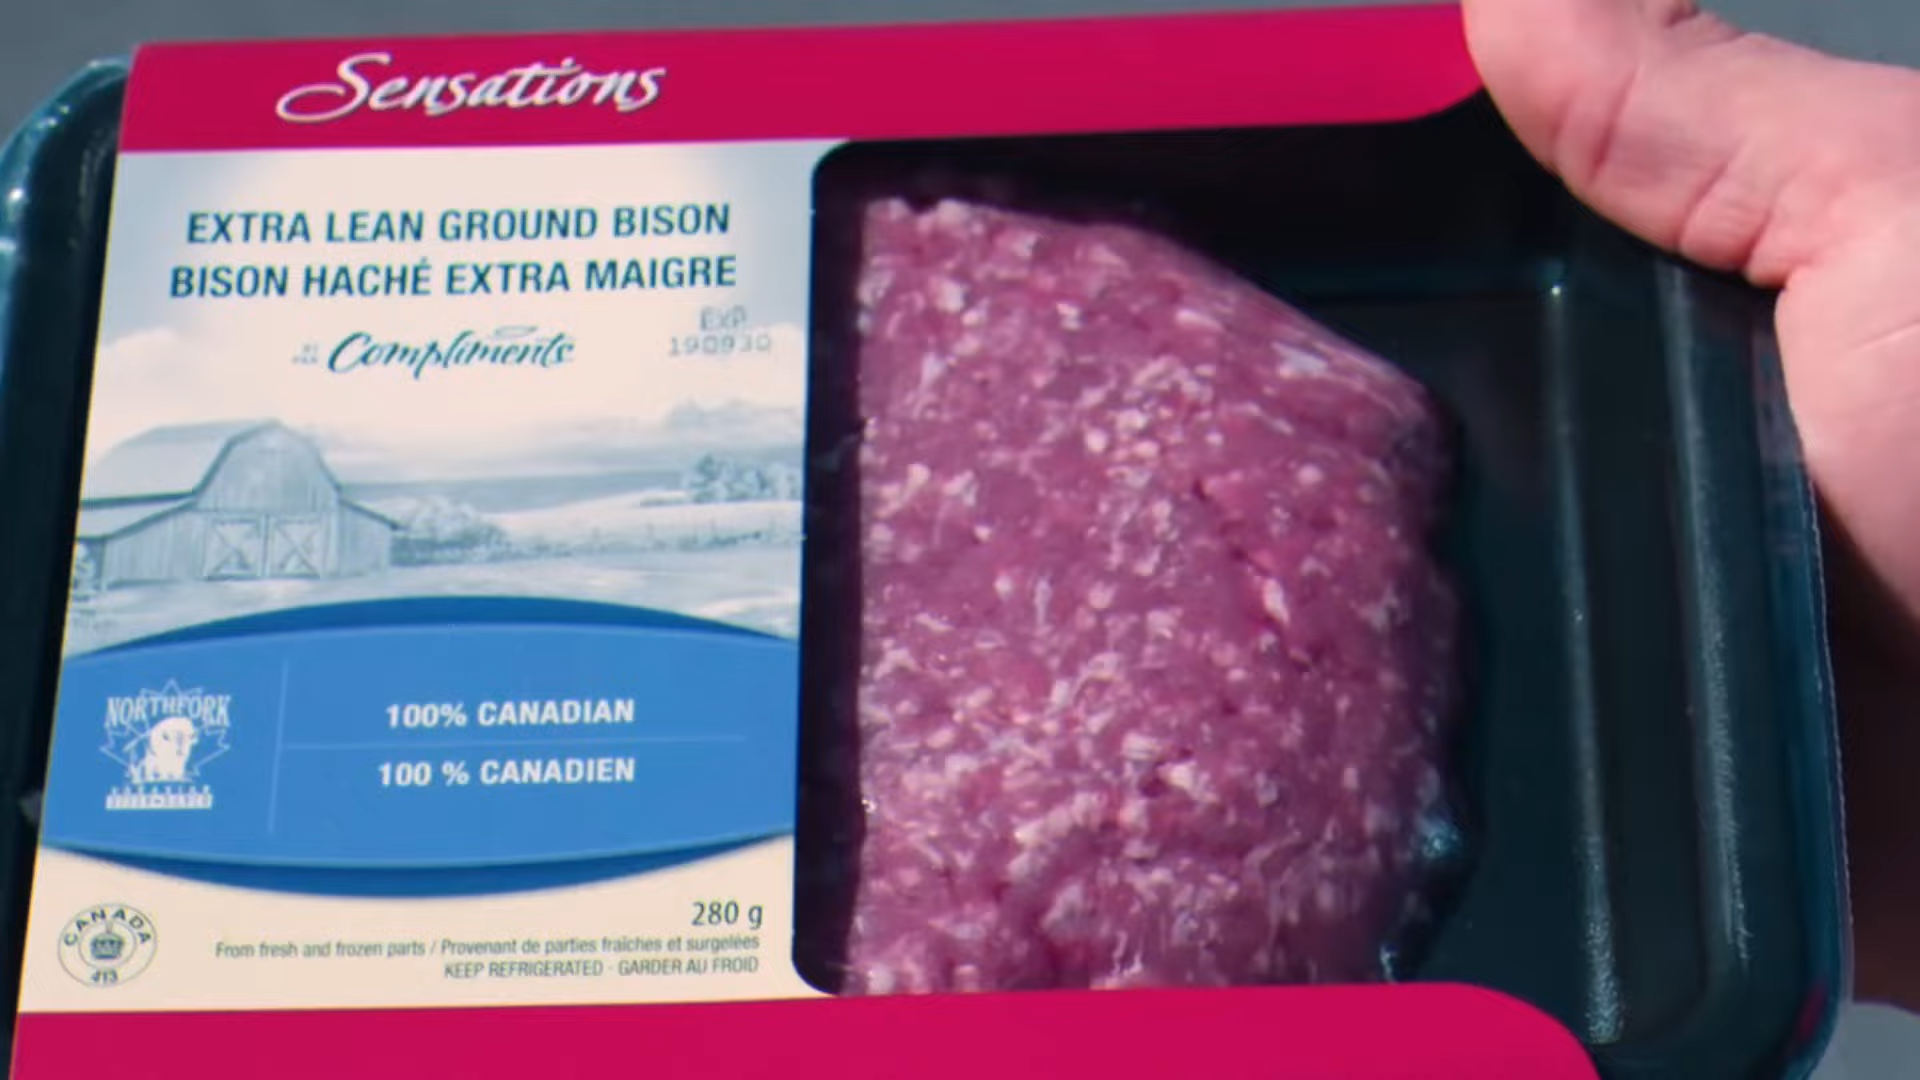 Sensations
EXTRA LEAN GROUND BISON
BISON HACHÉ EXTRA MAIGRE
Compliments
EXP
190930
NORTHFORK
100% CANADIAN
100 % CANADIEN
280 g
From fresh and frozen parts / Provenant de parties fraîches et surgelées
KEEP REFRIGERATED · GARDER AU FROID
CANADA
413